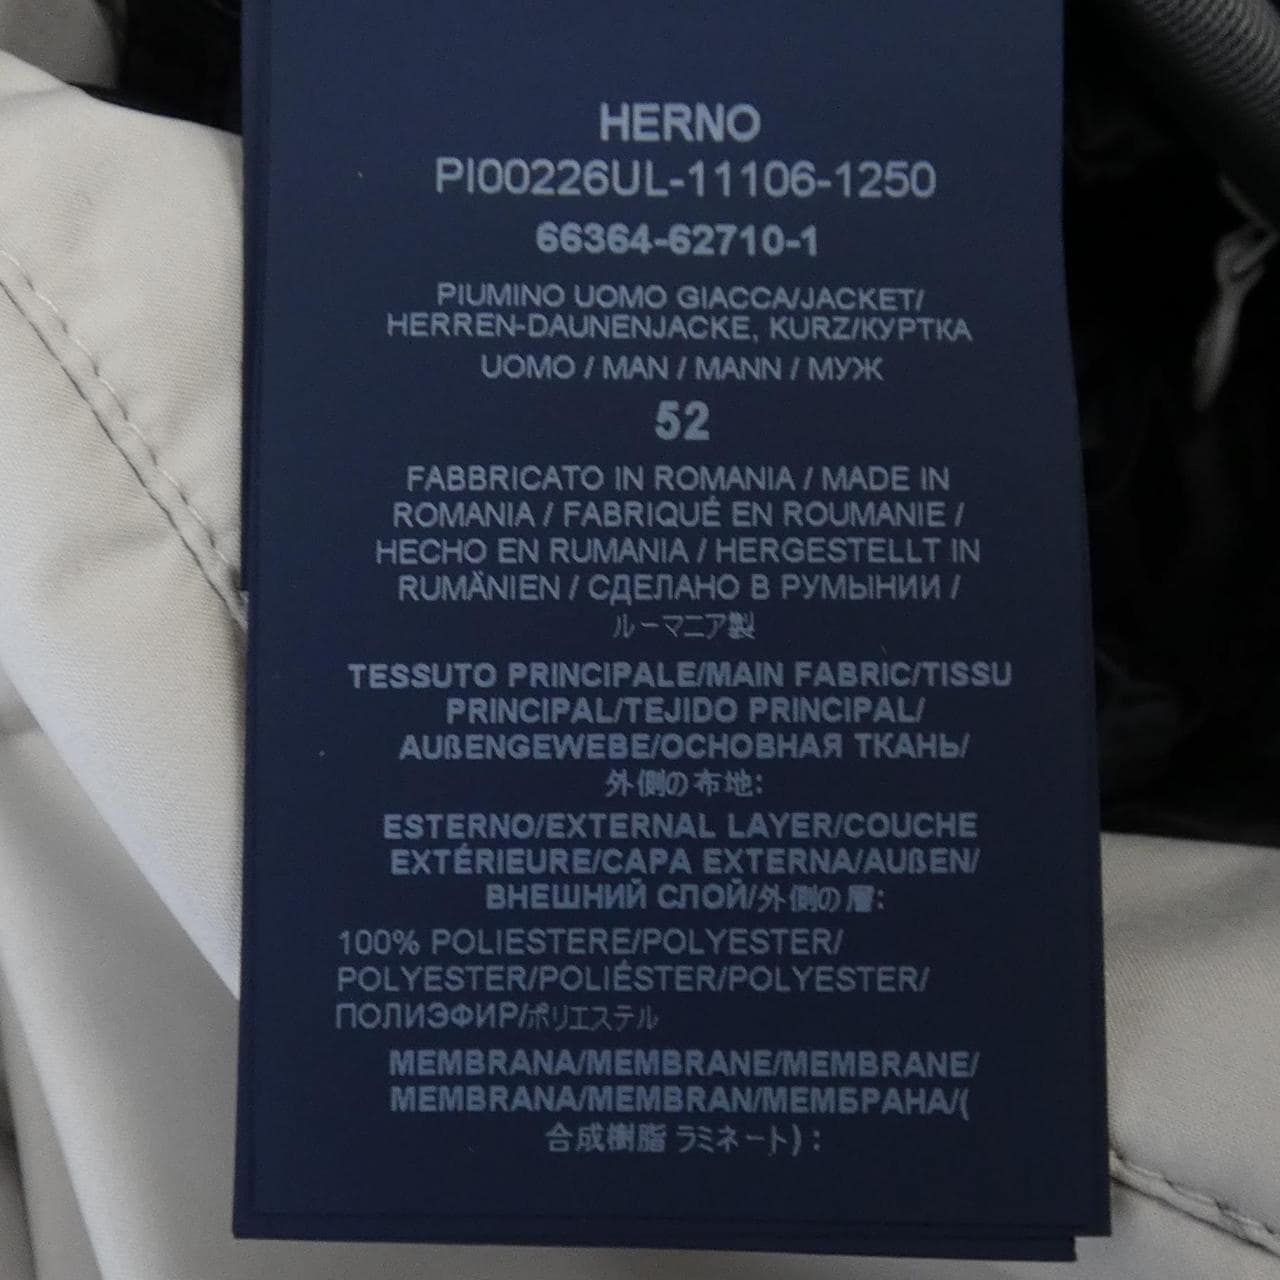 HERNO
PI00226UL-11106-1250
66364-62710-1
PIUMINO UOMO GIACCA/JACKET/
HERREN-DAUNENJACKE, KURZ/КУРТКА
UOMO / MAN / MANN / МУЖ
52
FABBRICATO IN ROMANIA / MADE IN
ROMANIA / FABRIQUÉ EN ROUMANIE /
HECHO EN RUMANIA / HERGESTELLT IN
RUMÄNIEN / СДЕЛАНО В РУМЫНИИ /
ルーマニア製
TESSUTO PRINCIPALE/MAIN FABRIC/TISSU
PRINCIPAL/TEJIDO PRINCIPAL/
AUßENGEWEBE/ОСНОВНАЯ ТКАНЬ/
外側の布地:
ESTERNO/EXTERNAL LAYER/COUCHE
EXTÉRIEURE/CAPA EXTERNA/AUßEN/
ВНЕШНИЙ СЛОЙ/外側の層:
100% POLIESTERE/POLYESTER/
POLYESTER/POLIÉSTER/POLYESTER/
ПОЛИЭФИР/ポリエステル
MEMBRANA/MEMBRANE/MEMBRANE/
MEMBRANA/MEMBRAN/МЕМБРАНА/(
合成樹脂 ラミネート) :